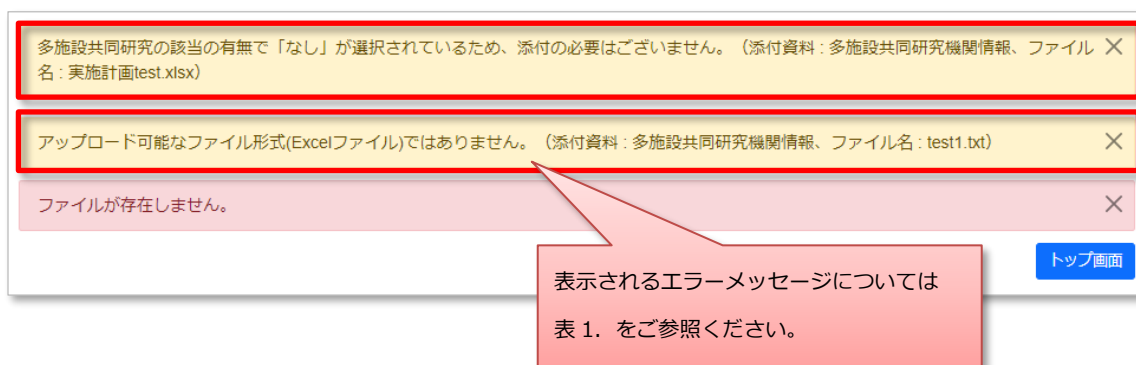 多施設共同研究の該当の有無で「なし」が選択されているため、添付の必要はございません。（添付資料 : 多施設共同研究機関情報、ファイル
名 : 実施計画test.xlsx）
アップロード可能なファイル形式(Excelファイル)ではありません。（添付資料 : 多施設共同研究機関情報、ファイル名 : test1.txt）
ファイルが存在しません。
トップ画面
表示されるエラーメッセージについては
表 1．をご参照ください。